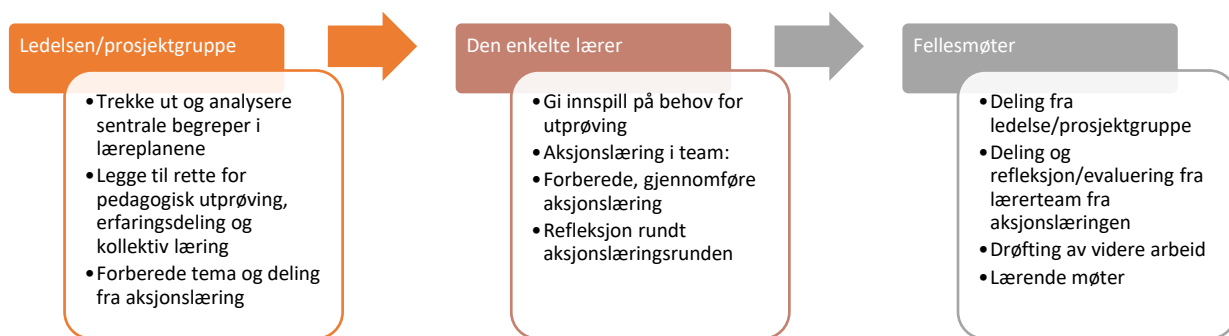 Ledelsen/prosjektgruppe
•Trekke ut og analysere
sentrale begreper i
læreplanene
•Legge til rette for
pedagogisk utprøving,
erfaringsdeling og
kollektiv læring
•Forberede tema og deling
fra aksjonslæring
Den enkelte lærer
•Gi innspill på behov for
utprøving
•Aksjonslæring i team:
•Forberede, gjennomføre
aksjonslæring
•Refleksjon rundt
aksjonslæringsrunden
Fellesmøter
•Deling fra
ledelse/prosjektgruppe
•Deling og
refleksjon/evaluering fra
lærerteam fra
aksjonslæringen
•Drøfting av videre arbeid
•Lærende møter